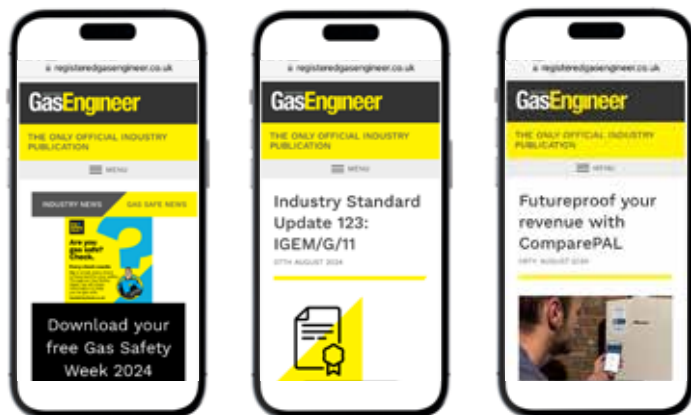 registeredgasengineer.co.uk
GasEngineer
THE ONLY OFFICIAL INDUSTRY
PUBLICATION
MENU
INDUSTRY NEWS
GAS SAFE NEWS
Are you
gas safe?
Check.
Download your
free Gas Safety
Week 2024
registeredgasengineer.co.uk
GasEngineer
THE ONLY OFFICIAL INDUSTRY
PUBLICATION
MENU
Industry Standard
Update 123:
IGEM/G/11
07TH AUGUST 2024
registeredgasengineer.co.uk
GasEngineer
THE ONLY OFFICIAL INDUSTRY
PUBLICATION
MENU
Futureproof your
revenue with
ComparePAL
AUGUST 2024